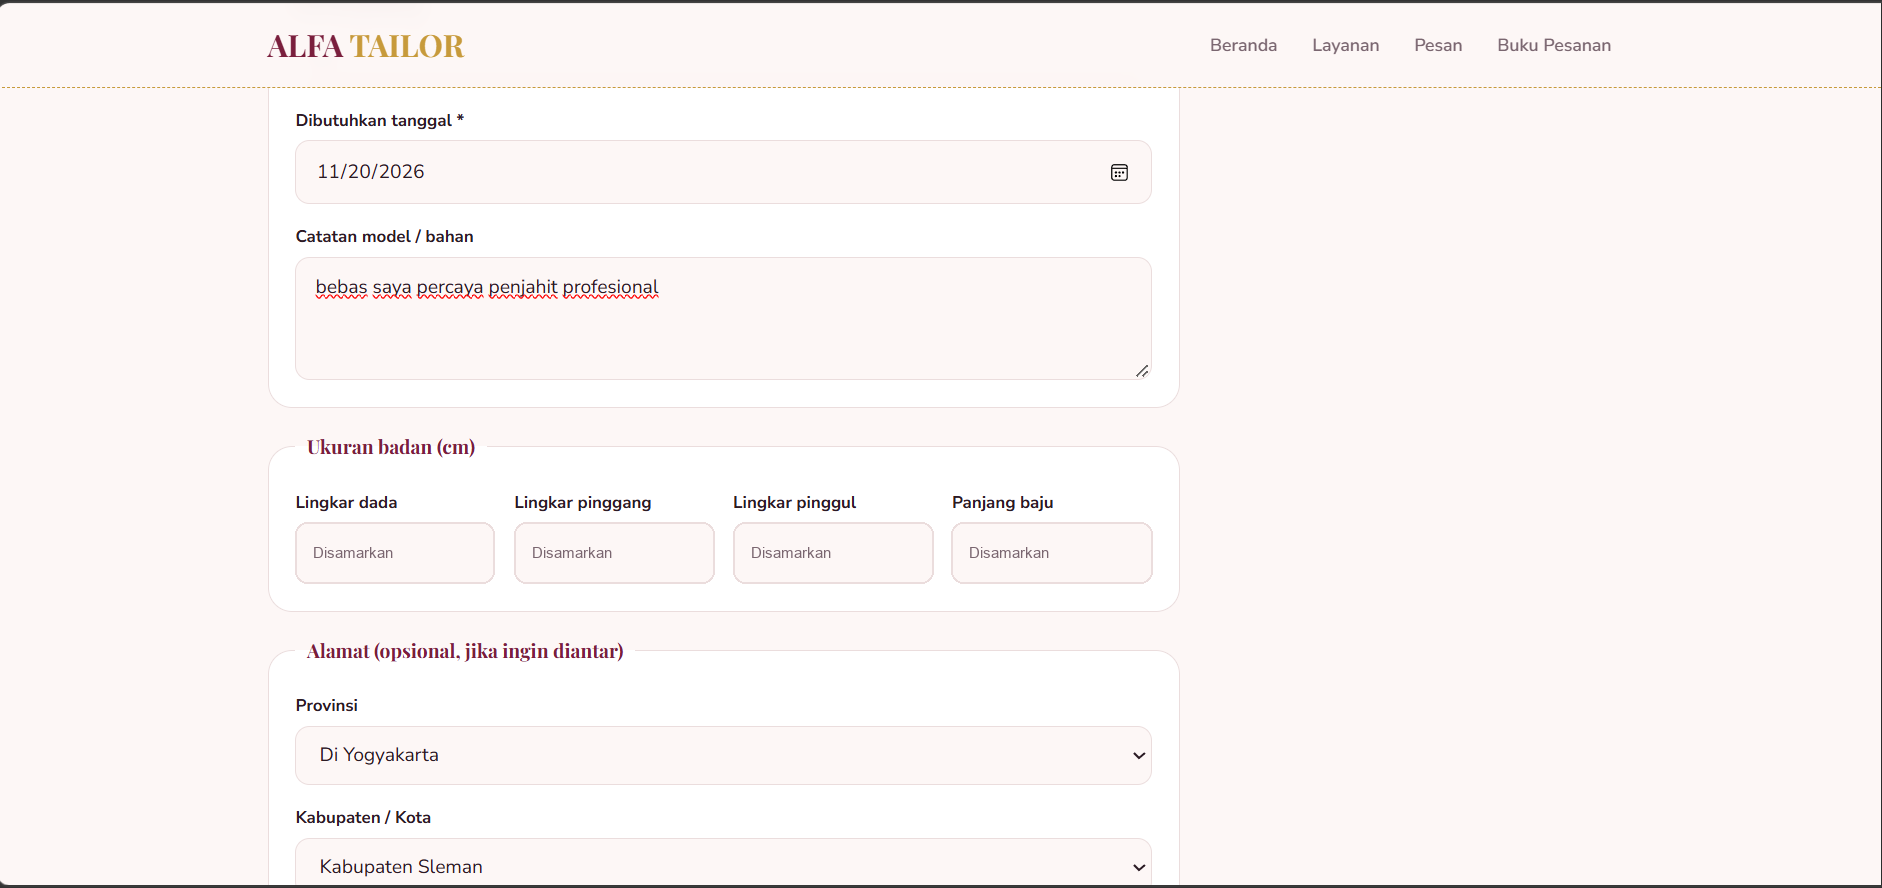 ALFA TAILOR
Beranda Layanan Pesan Buku Pesanan
Dibutuhkan tanggal *
11/20/2026
Catatan model / bahan
bebas saya percaya penjahit profesional
Ukuran badan (cm)
Lingkar dada Lingkar pinggang Lingkar pinggul Panjang baju
Disamarkan Disamarkan Disamarkan Disamarkan
Alamat (opsional, jika ingin diantar)
Provinsi
Di Yogyakarta
Kabupaten / Kota
Kabupaten Sleman